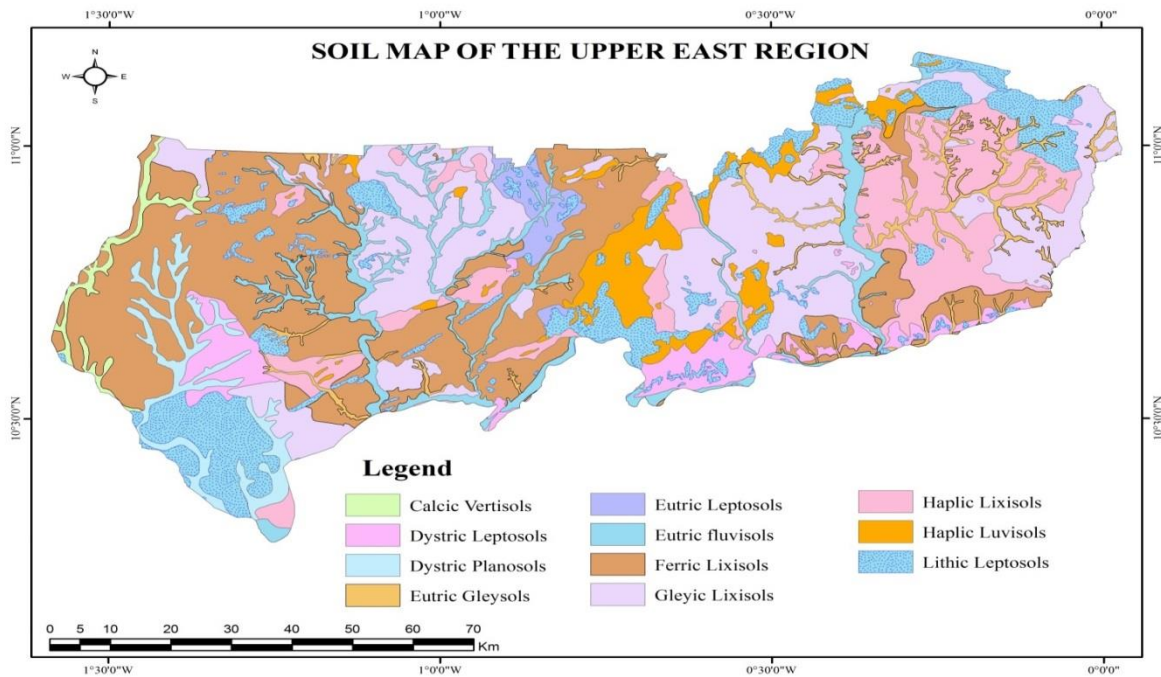 1°30'0"W 1°0'0"W 0°30'0"W 0°0'0"
SOIL MAP OF THE UPPER EAST REGION
N
W E
S
11°0'0"N 11°0'0"N
10°30'0"N 10°30'0"N
Legend
Calcic Vertisols
Dystric Leptosols
Dystric Planosols
Eutric Gleysols
Eutric Leptosols
Eutric fluvisols
Ferric Lixisols
Gleyic Lixisols
Haplic Lixisols
Haplic Luvisols
Lithic Leptosols
0 5 10 20 30 40 50 60 70
Km
1°30'0"W 1°0'0"W 0°30'0"W 0°0'0"